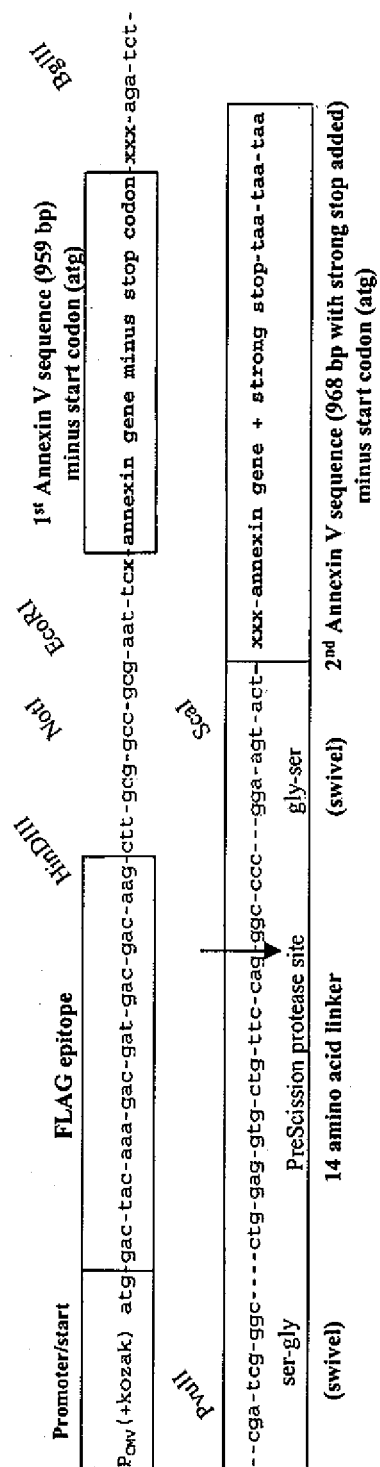 Promoter/start FLAG epitope HinDIII NotI EcoRI 1st Annexin V sequence (959 bp) BglII
minus start codon (atg)
PCMV(+kozak) atg-gac-tac-aaa-gac-gat-gac-gac-aag-ctt-gcg-gcc-gcg-aat-tcx-annexin gene minus stop codon-xxx-aga-tct-
PvuII ScaI
--cga-tcg-ggc----ctg-gag-gtg-ctg-ttc-cag-ggc-ccc---gga-agt-act-xxx-annexin gene + strong stop-taa-taa-taa
ser-gly PreScission protease site gly-ser
(swivel) 14 amino acid linker (swivel) 2nd Annexin V sequence (968 bp with strong stop added)
minus start codon (atg)